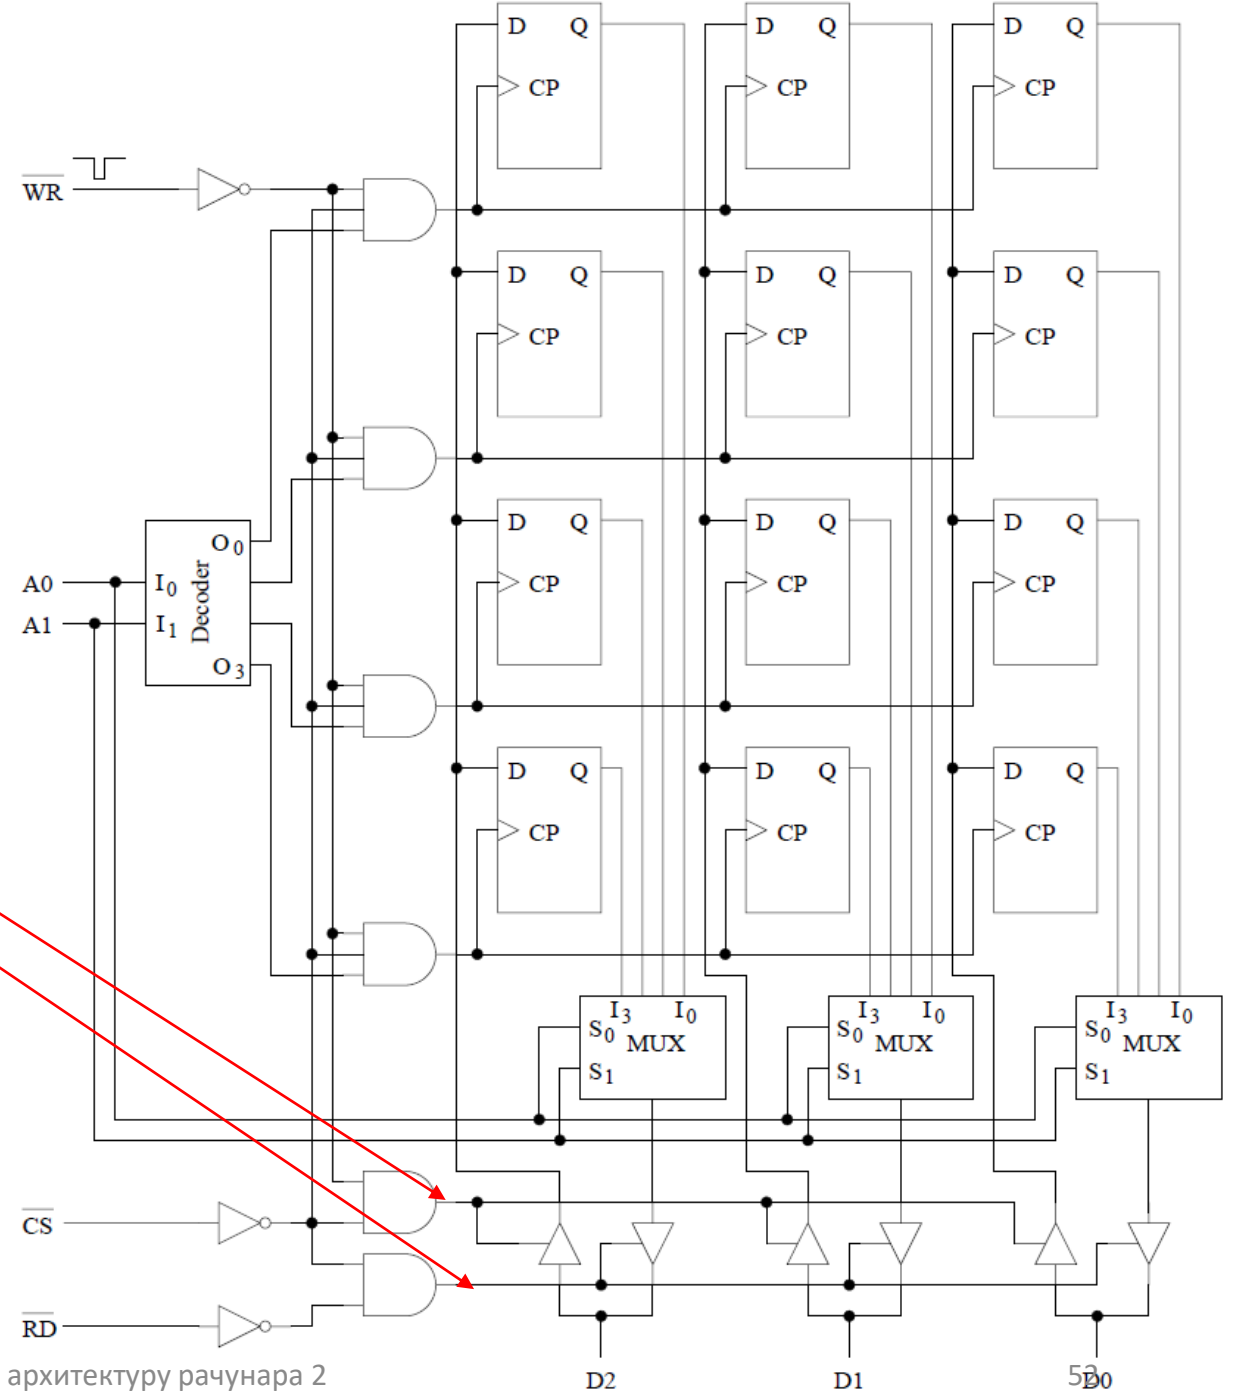 D Q D Q D Q
CP CP CP
WR
D Q D Q D Q
CP CP CP
D Q D Q D Q
O0
A0 I0 Decoder CP CP CP
A1 I1
O3
D Q D Q D Q
CP CP CP
I3 I0 I3 I0 I3 I0
S0 MUX S0 MUX S0 MUX
S1 S1 S1
CS
RD
архитектуру рачунара 2 52
D2 D1 D0